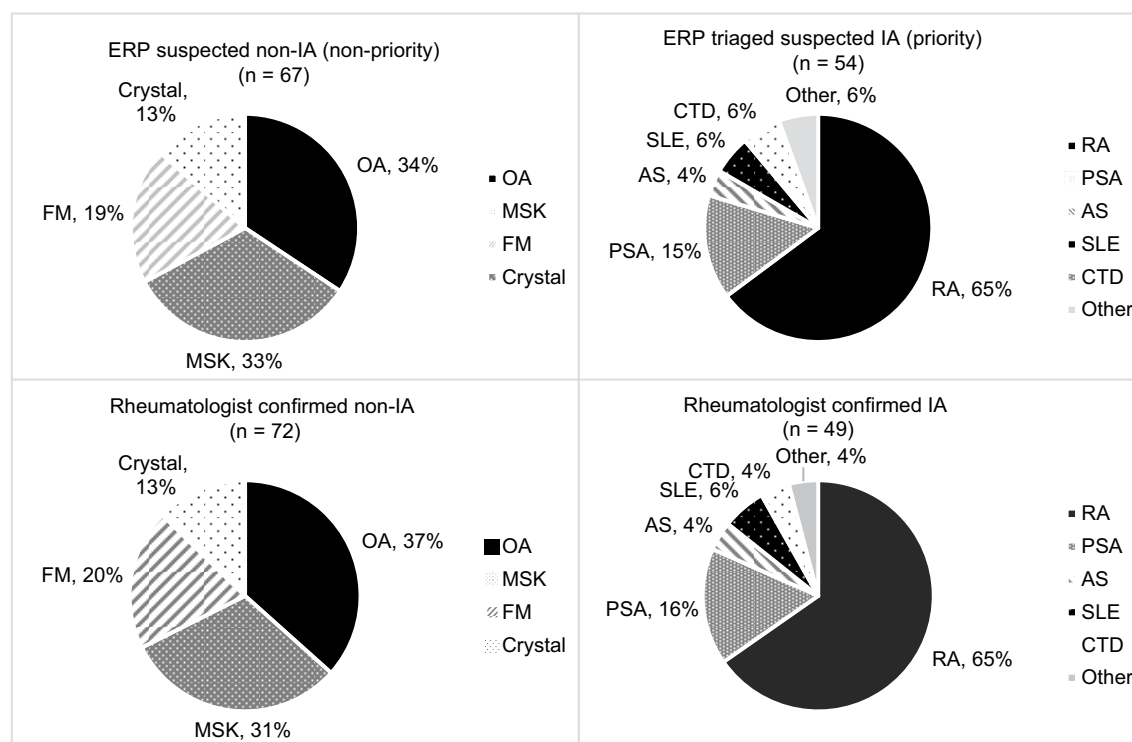 ERP suspected non-IA (non-priority)
(n = 67)
Crystal,
13%
OA, 34%
FM, 19%
MSK, 33%
OA
MSK
FM
Crystal
ERP triaged suspected IA (priority)
(n = 54)
Other, 6%
CTD, 6%
SLE, 6%
AS, 4%
PSA, 15%
RA, 65%
RA
PSA
AS
SLE
CTD
Other
Rheumatologist confirmed non-IA
(n = 72)
Crystal,
13%
OA, 37%
FM, 20%
MSK, 31%
OA
MSK
FM
Crystal
Rheumatologist confirmed IA
(n = 49)
Other, 4%
CTD, 4%
SLE, 6%
AS, 4%
PSA, 16%
RA, 65%
RA
PSA
AS
SLE
CTD
Other